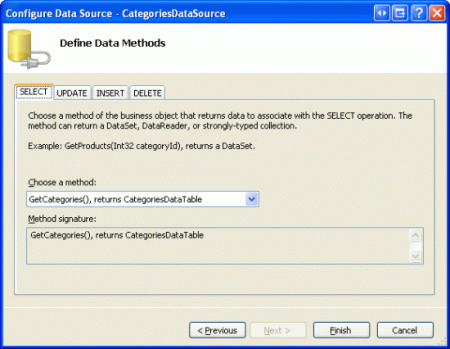 Configure Data Source - CategoriesDataSource
Define Data Methods
SELECT UPDATE INSERT DELETE
Choose a method of the business object that returns data to associate with the SELECT operation. The
method can return a DataSet, DataReader, or strongly-typed collection.
Example: GetProducts(Int32 categoryId), returns a DataSet.
Choose a method:
GetCategories(), returns CategoriesDataTable
Method signature:
GetCategories(), returns CategoriesDataTable
< Previous Next > Finish Cancel